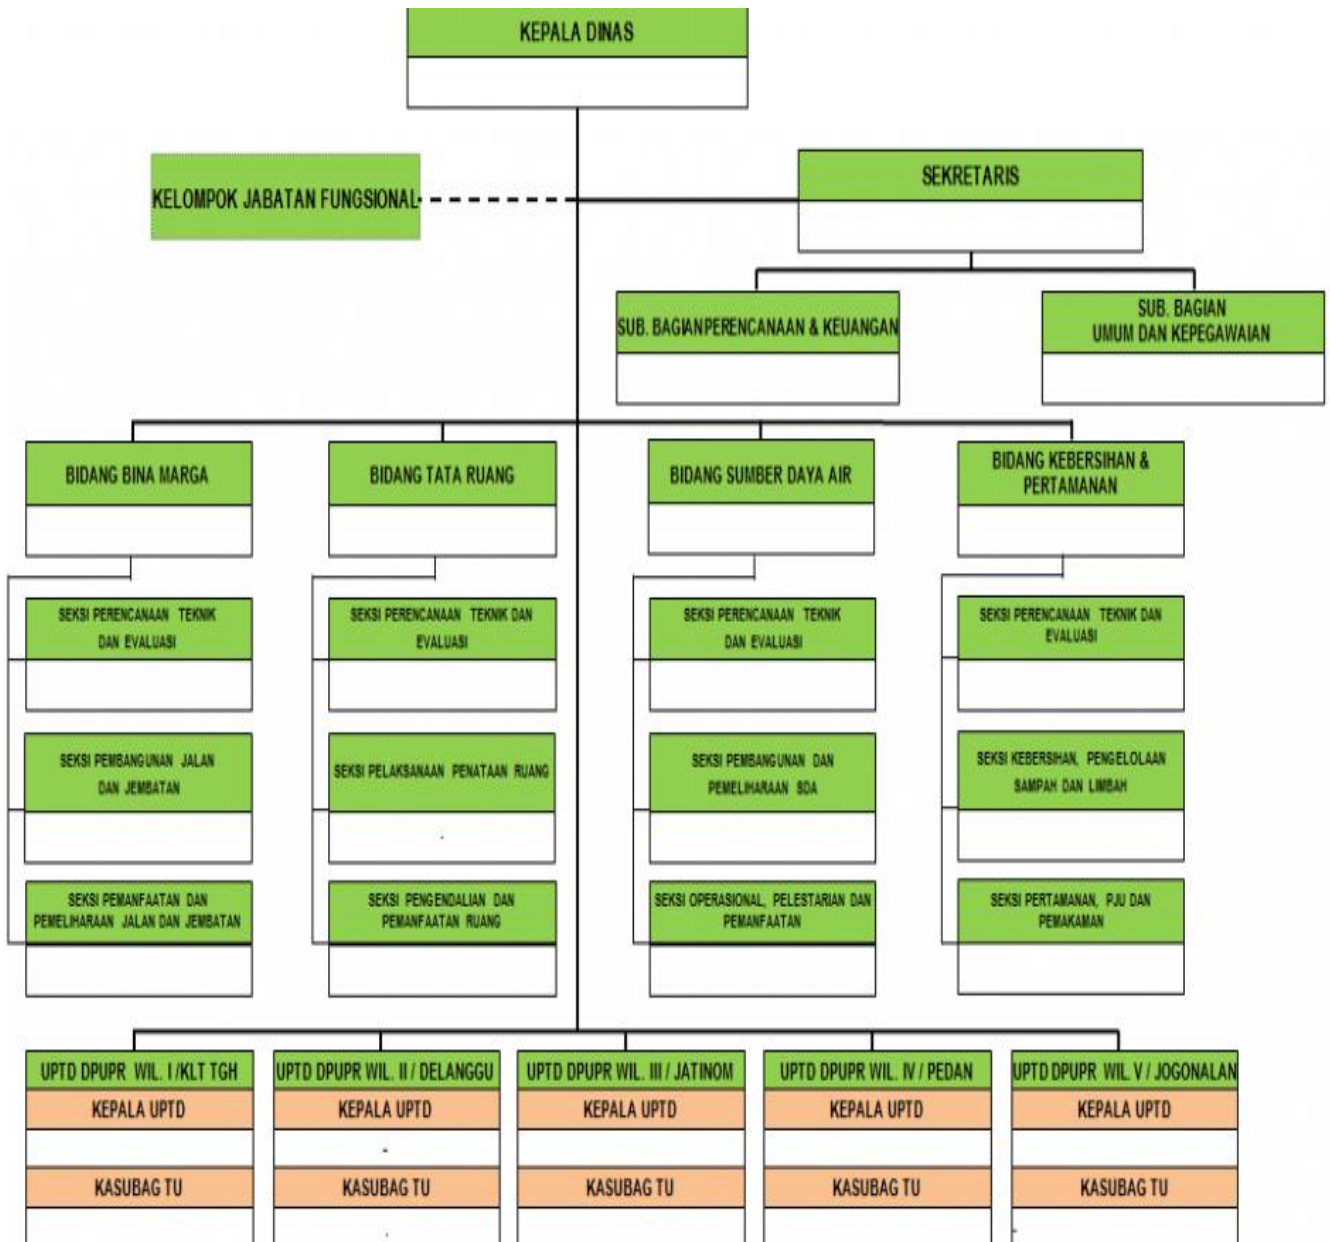 KEPALA DINAS
KELOMPOK JABATAN FUNGSIONAL
SEKRETARIS
SUB. BAGIAN PERENCANAAN & KEUANGAN
SUB. BAGIAN
UMUM DAN KEPEGAWAIAN
BIDANG BINA MARGA
BIDANG TATA RUANG
BIDANG SUMBER DAYA AIR
BIDANG KEBERSIHAN &
PERTAMANAN
SEKSI PERENCANAAN TEKNIK
DAN EVALUASI
SEKSI PERENCANAAN TEKNIK DAN
EVALUASI
SEKSI PERENCANAAN TEKNIK
DAN EVALUASI
SEKSI PERENCANAAN TEKNIK DAN
EVALUASI
SEKSI PEMBANGUNAN JALAN
DAN JEMBATAN
SEKSI PELAKSANAAN PENATAAN RUANG
SEKSI PEMBANGUNAN DAN
PEMELIHARAAN SDA
SEKSI KEBERSIHAN, PENGELOLAAN
SAMPAH DAN LIMBAH
SEKSI PEMANFAATAN DAN
PEMELIHARAAN JALAN DAN JEMBATAN
SEKSI PENGENDALIAN DAN
PEMANFAATAN RUANG
SEKSI OPERASIONAL, PELESTARIAN DAN
PEMANFAATAN
SEKSI PERTAMANAN, PJU DAN
PEMAKAMAN
UPTD DPUPR WIL. I /KLT TGH
KEPALA UPTD
KASUBAG TU
UPTD DPUPR WIL. II / DELANGGU
KEPALA UPTD
KASUBAG TU
UPTD DPUPR WIL. III / JATINOM
KEPALA UPTD
KASUBAG TU
UPTD DPUPR WIL. IV / PEDAN
KEPALA UPTD
KASUBAG TU
UPTD DPUPR WIL. V / JOGONALAN
KEPALA UPTD
KASUBAG TU